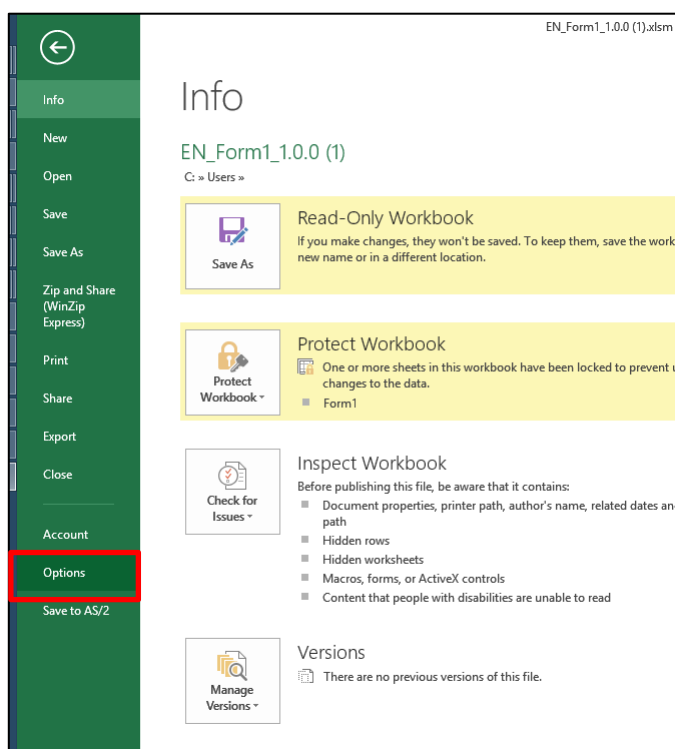 EN_Form1_1.0.0 (1).xlsm
Info
New
Open
Save
Save As
Zip and Share
(WinZip
Express)
Print
Share
Export
Close
Account
Options
Save to AS/2
Info
EN_Form1_1.0.0 (1)
C: » Users »
Save As
Read-Only Workbook
If you make changes, they won't be saved. To keep them, save the work
new name or in a different location.
Protect
Workbook
Protect Workbook
One or more sheets in this workbook have been locked to prevent
changes to the data.
Form1
Check for
Issues
Inspect Workbook
Before publishing this file, be aware that it contains:
Document properties, printer path, author's name, related dates an
path
Hidden rows
Hidden worksheets
Macros, forms, or ActiveX controls
Content that people with disabilities are unable to read
Manage
Versions
Versions
There are no previous versions of this file.